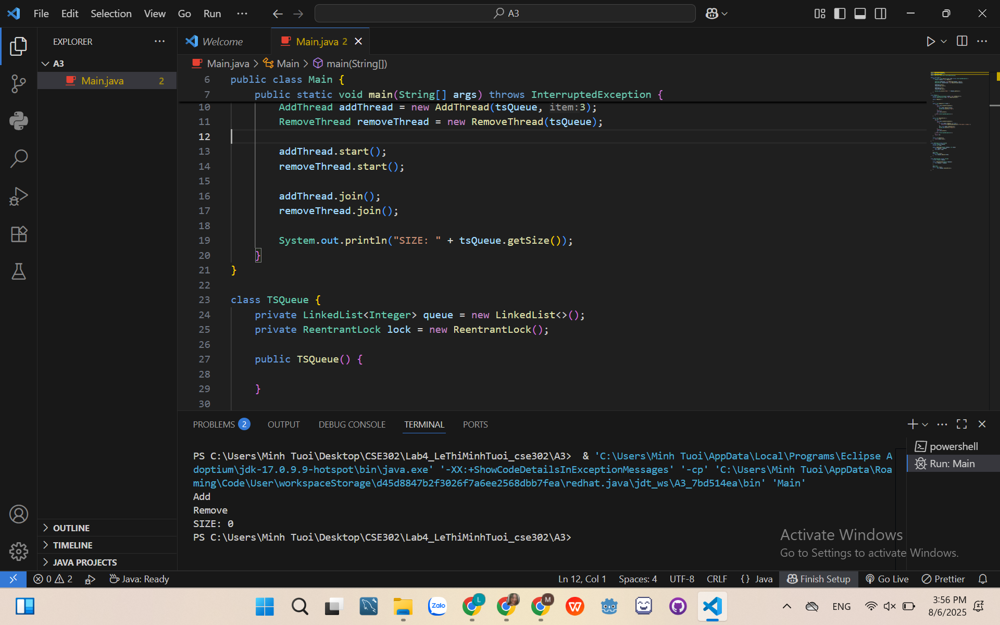 File Edit Selection View Go Run ··· A3
EXPLORER ···
A3
Main.java 2
Welcome
Main.java 2
Main.java > Main > main(String[])
6 public class Main {
7 public static void main(String[] args) throws InterruptedException {
10 AddThread addThread = new AddThread(tsQueue, item:3);
11 RemoveThread removeThread = new RemoveThread(tsQueue);
12
13 addThread.start();
14 removeThread.start();
15
16 addThread.join();
17 removeThread.join();
18
19 System.out.println("SIZE: " + tsQueue.getSize());
20 }
21 }
22
23 class TSQueue {
24 private LinkedList<Integer> queue = new LinkedList<>();
25 private ReentrantLock lock = new ReentrantLock();
26
27 public TSQueue() {
28
29 }
30
PROBLEMS 2 OUTPUT DEBUG CONSOLE TERMINAL PORTS
powershell
Run: Main
PS C:\Users\Minh Tuoi\Desktop\CSE302\Lab4_LeThiMinhTuoi_cse302\A3> & 'C:\Users\Minh Tuoi\AppData\Local\Programs\Eclipse A
doptium\jdk-17.0.9.9-hotspot\bin\java.exe' '-XX:+ShowCodeDetailsInExceptionMessages' '-cp' 'C:\Users\Minh Tuoi\AppData\Roa
ming\Code\User\workspaceStorage\d45d8847b2f3026f7a6ee2568dbb7fea\redhat.java\jdt_ws\A3_7bd514ea\bin' 'Main'
Add
Remove
SIZE: 0
PS C:\Users\Minh Tuoi\Desktop\CSE302\Lab4_LeThiMinhTuoi_cse302\A3>
OUTLINE
TIMELINE
JAVA PROJECTS
Activate Windows
Go to Settings to activate Windows.
0 2 Java: Ready Ln 12, Col 1 Spaces: 4 UTF-8 CRLF {} Java Finish Setup Go Live Prettier
Zalo L M W ENG 3:56 PM
8/6/2025